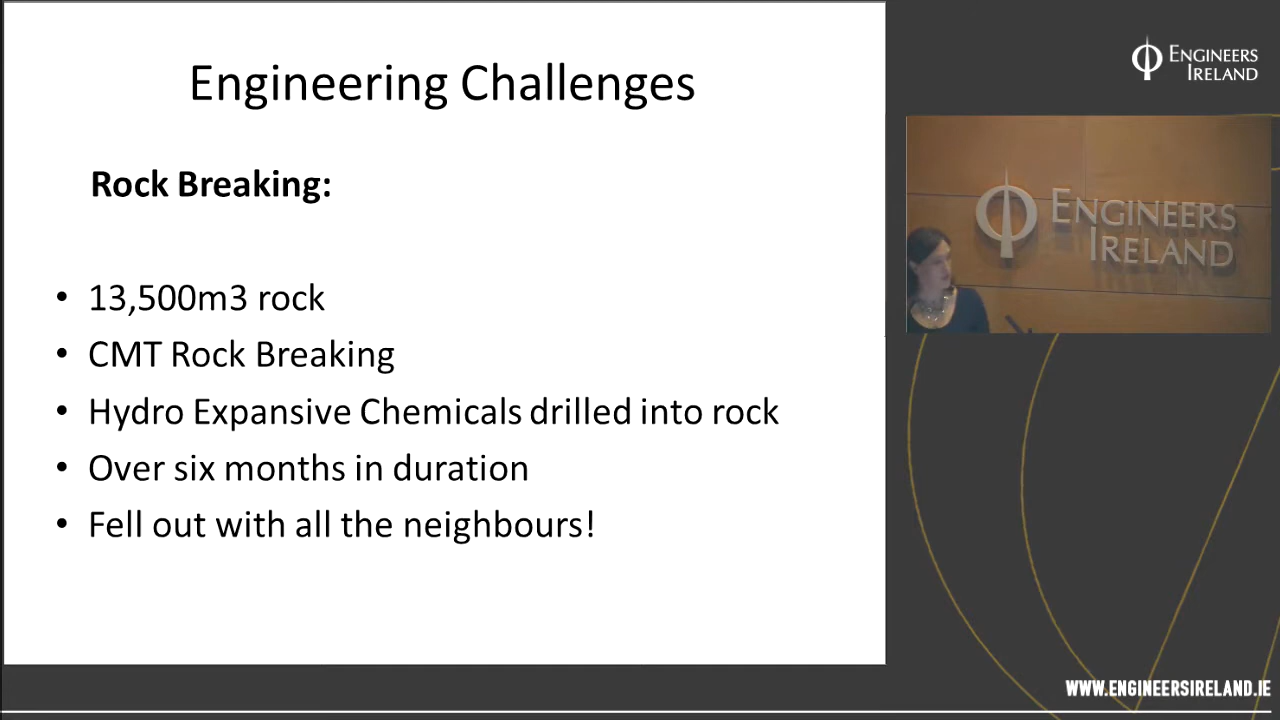 Engineering Challenges
Rock Breaking:
• 13,500m3 rock
• CMT Rock Breaking
• Hydro Expansive Chemicals drilled into rock
• Over six months in duration
• Fell out with all the neighbours!
ENGINEERS
IRELAND
ENGINEERS
IRELAND
WWW.ENGINEERSIRELAND.IE